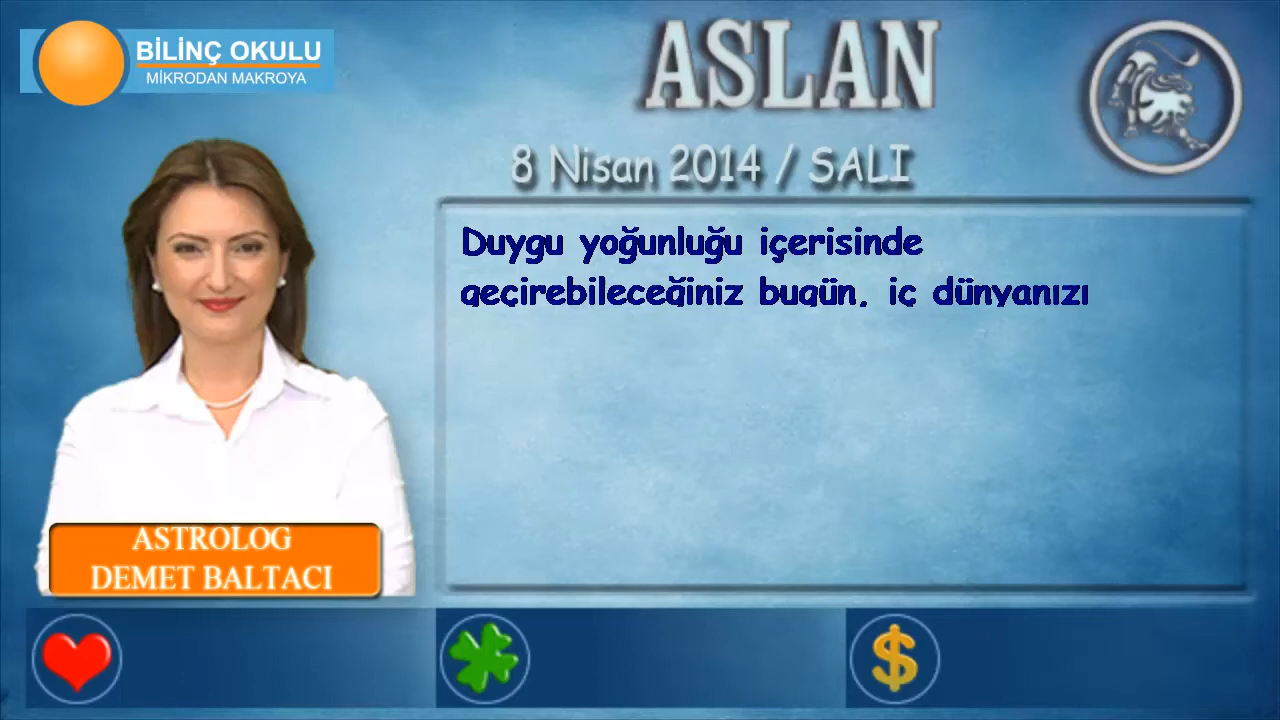 BİLİNÇ OKULU
MİKRODAN MAKROYA
ASLAN
8 Nisan 2014 / SALI
Duygu yoğunluğu içerisinde
geçirebileceğiniz bugün, iç dünyanızı
ASTROLOG
DEMET BALTACI
$